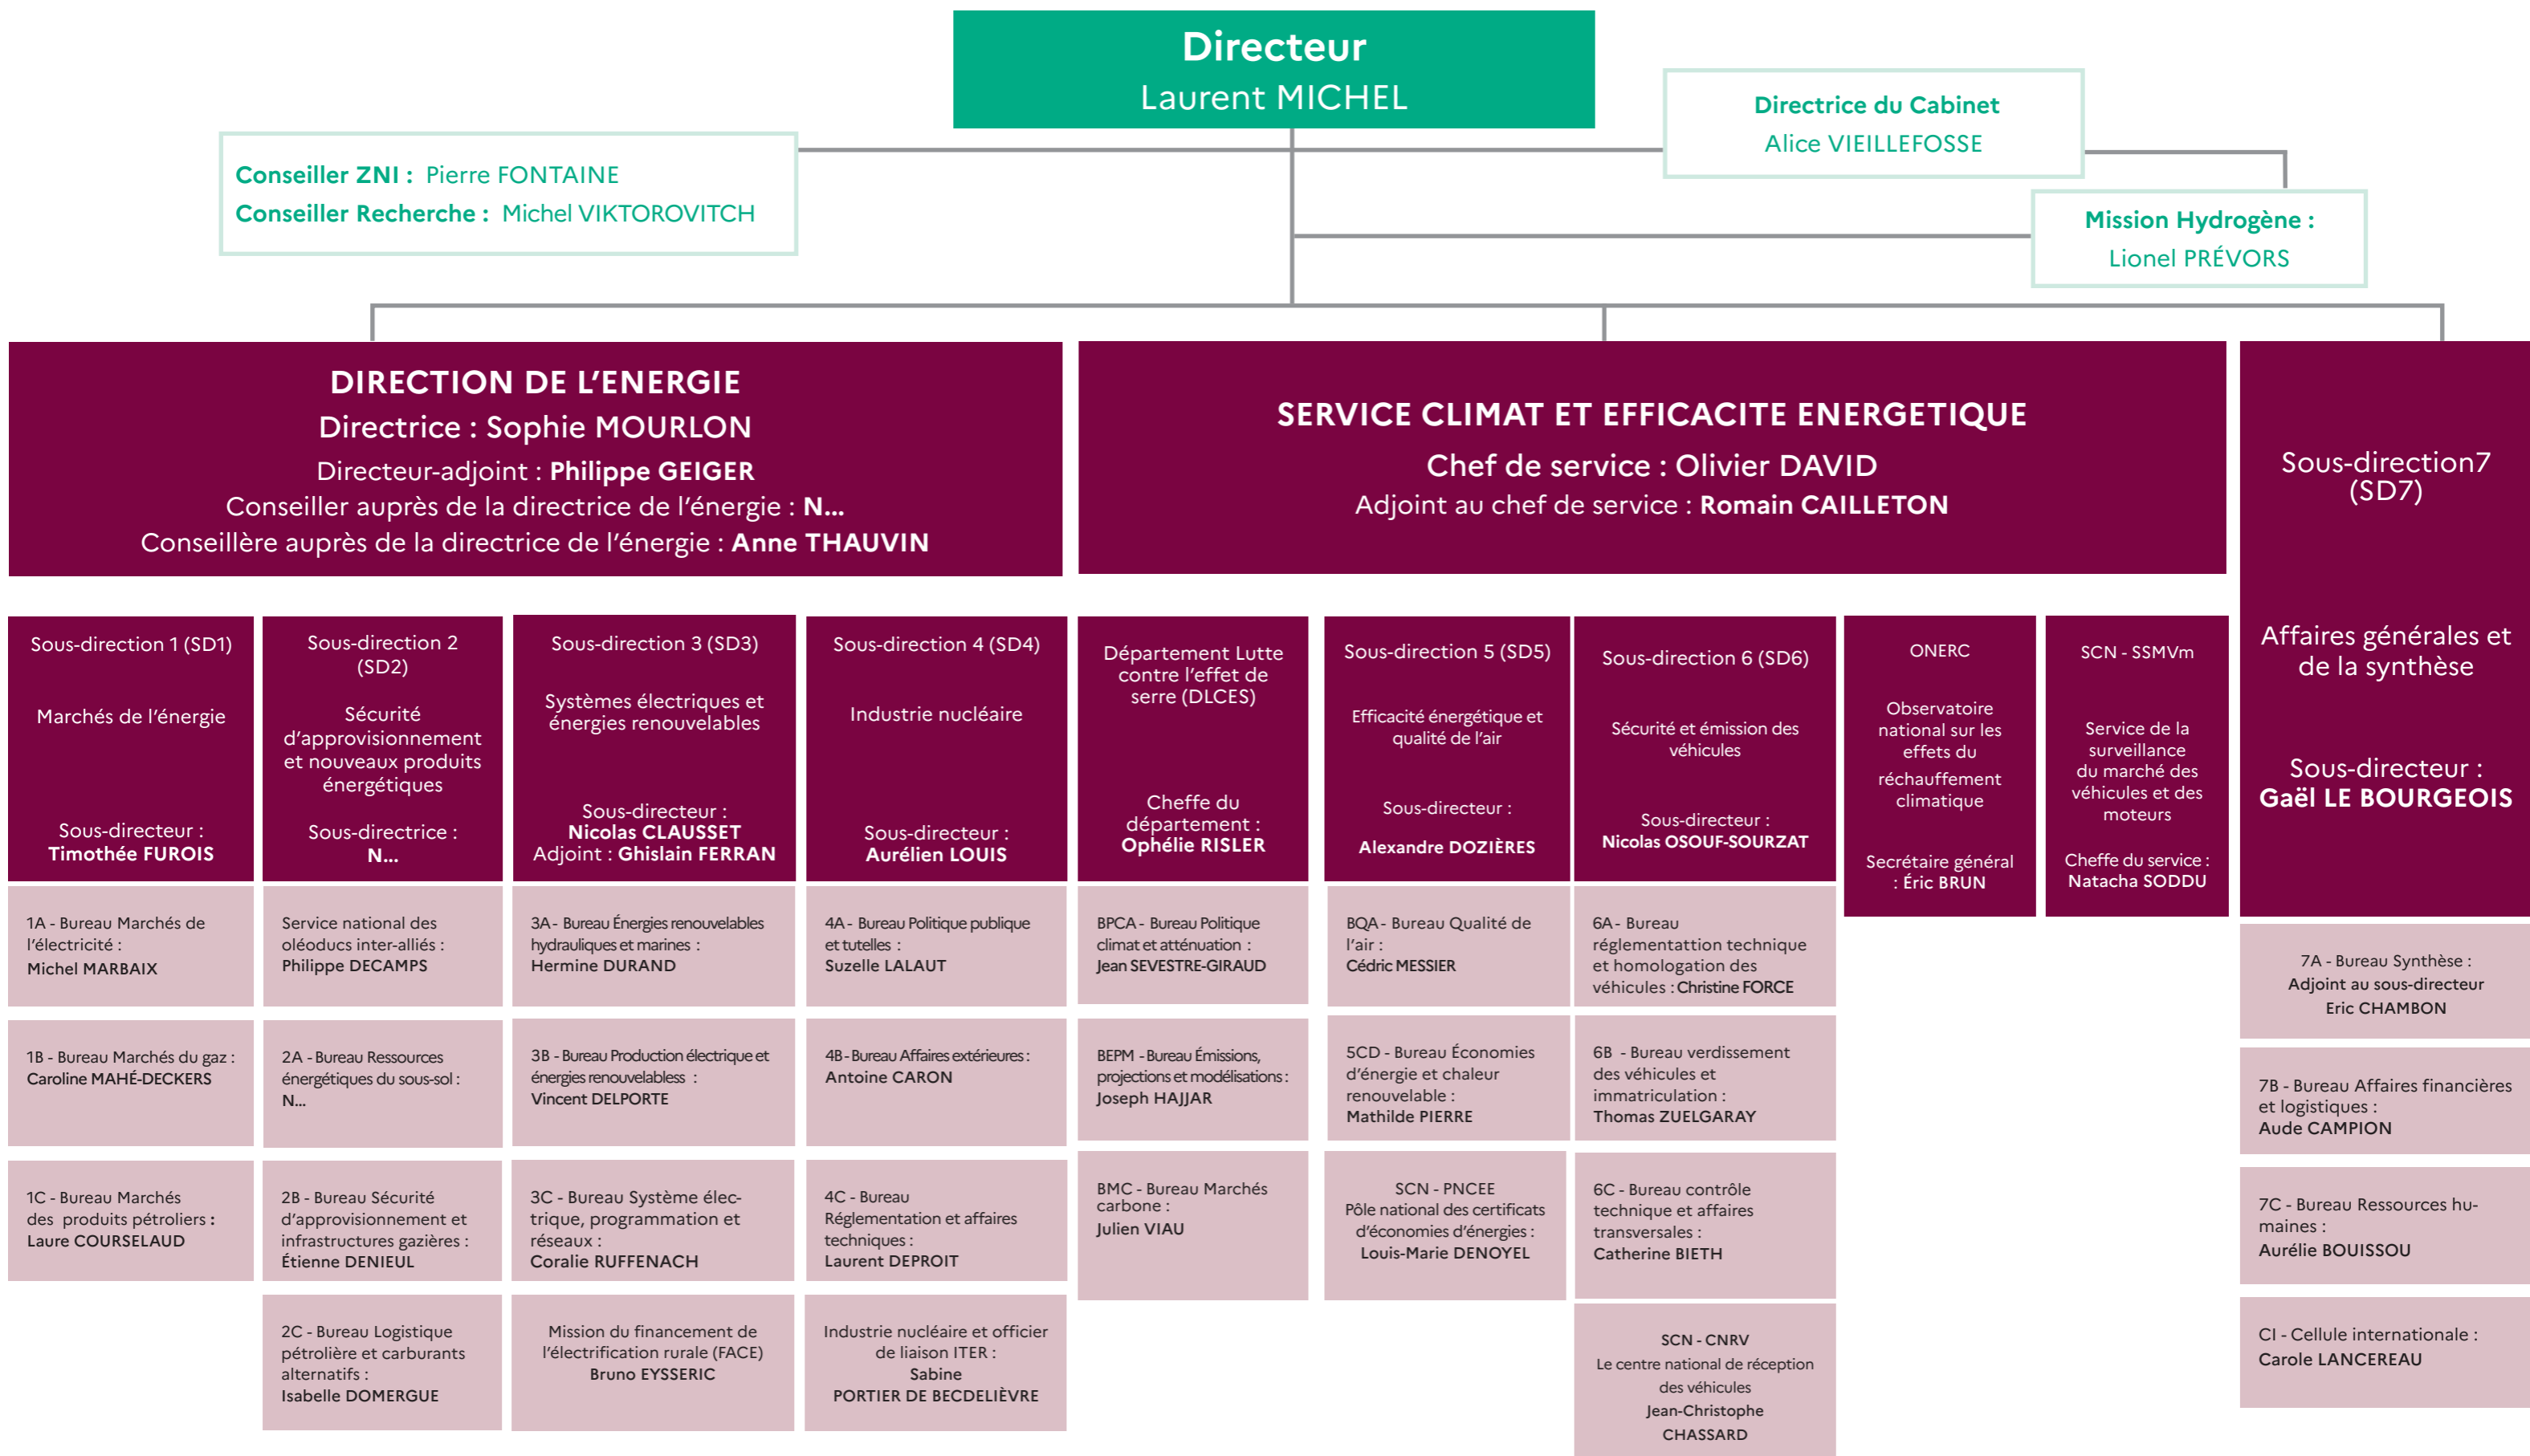 Directeur
Laurent MICHEL
Directrice du Cabinet
Alice VIEILLEFOSSE
Conseiller ZNI : Pierre FONTAINE
Conseiller Recherche : Michel VIKTOROVITCH
Mission Hydrogène :
Lionel PRÉVORS
DIRECTION DE L'ENERGIE
Directrice : Sophie MOURLON
Directeur-adjoint : Philippe GEIGER
Conseiller auprès de la directrice de l'énergie : N...
Conseillère auprès de la directrice de l'énergie : Anne THAUVIN
SERVICE CLIMAT ET EFFICACITE ENERGETIQUE
Chef de service : Olivier DAVID
Adjoint au chef de service : Romain CAILLETON
Sous-direction7
(SD7)
Affaires générales et
de la synthèse
Sous-directeur :
Gaël LE BOURGEOIS
Sous-direction 1 (SD1)
Marchés de l'énergie
Sous-directeur :
Timothée FUROIS
Sous-direction 2
(SD2)
Sécurité
d'approvisionnement
et nouveaux produits
énergétiques
Sous-directrice :
N...
Sous-direction 3 (SD3)
Systèmes électriques et
énergies renouvelables
Sous-directeur :
Nicolas CLAUSSET
Adjoint : Ghislain FERRAN
Sous-direction 4 (SD4)
Industrie nucléaire
Sous-directeur :
Aurélien LOUIS
Département Lutte
contre l'effet de
serre (DLCES)
Cheffe du
département :
Ophélie RISLER
Sous-direction 5 (SD5)
Efficacité énergétique et
qualité de l'air
Sous-directeur :
Alexandre DOZIÈRES
Sous-direction 6 (SD6)
Sécurité et émission des
véhicules
Sous-directeur :
Nicolas OSOUF-SOURZAT
ONERC
Observatoire
national sur les
effets du
réchauffement
climatique
Secrétaire général
: Éric BRUN
SCN - SSMVm
Service de la
surveillance
du marché des
véhicules et des
moteurs
Cheffe du service :
Natacha SODDU
1A - Bureau Marchés de
l'électricité :
Michel MARBAIX
1B - Bureau Marchés du gaz :
Caroline MAHÉ-DECKERS
1C - Bureau Marchés
des produits pétroliers :
Laure COURSELAUD
Service national des
oléoducs inter-alliés :
Philippe DECAMPS
2A - Bureau Ressources
énergétiques du sous-sol :
N...
2B - Bureau Sécurité
d'approvisionnement et
infrastructures gazières :
Étienne DENIEUL
2C - Bureau Logistique
pétrolière et carburants
alternatifs :
Isabelle DOMERGUE
3A - Bureau Énergies renouvelables
hydrauliques et marines :
Hermine DURAND
3B - Bureau Production électrique et
énergies renouvelabless :
Vincent DELPORTE
3C - Bureau Système élec-
trique, programmation et
réseaux :
Coralie RUFFENACH
Mission du financement de
l'électrification rurale (FACE)
Bruno EYSSERIC
4A - Bureau Politique publique
et tutelles :
Suzelle LALAUT
4B - Bureau Affaires extérieures :
Antoine CARON
4C - Bureau
Réglementation et affaires
techniques :
Laurent DEPROIT
Industrie nucléaire et officier
de liaison ITER :
Sabine
PORTIER DE BECDELIÈVRE
BPCA - Bureau Politique
climat et atténuation :
Jean SEVESTRE-GIRAUD
BEPM - Bureau Émissions,
projections et modélisations :
Joseph HAJJAR
BMC - Bureau Marchés
carbone :
Julien VIAU
BQA - Bureau Qualité de
l'air :
Cédric MESSIER
5CD - Bureau Économies
d'énergie et chaleur
renouvelable :
Mathilde PIERRE
SCN - PNCEE
Pôle national des certificats
d'économies d'énergies :
Louis-Marie DENOYEL
6A - Bureau
réglementattion technique
et homologation des
véhicules : Christine FORCE
6B - Bureau verdissement
des véhicules et
immatriculation :
Thomas ZUELGARAY
6C - Bureau contrôle
technique et affaires
transversales :
Catherine BIETH
SCN - CNRV
Le centre national de réception
des véhicules
Jean-Christophe
CHASSARD
7A - Bureau Synthèse :
Adjoint au sous-directeur
Eric CHAMBON
7B - Bureau Affaires financières
et logistiques :
Aude CAMPION
7C - Bureau Ressources hu-
maines :
Aurélie BOUISSOU
CI - Cellule internationale :
Carole LANCEREAU